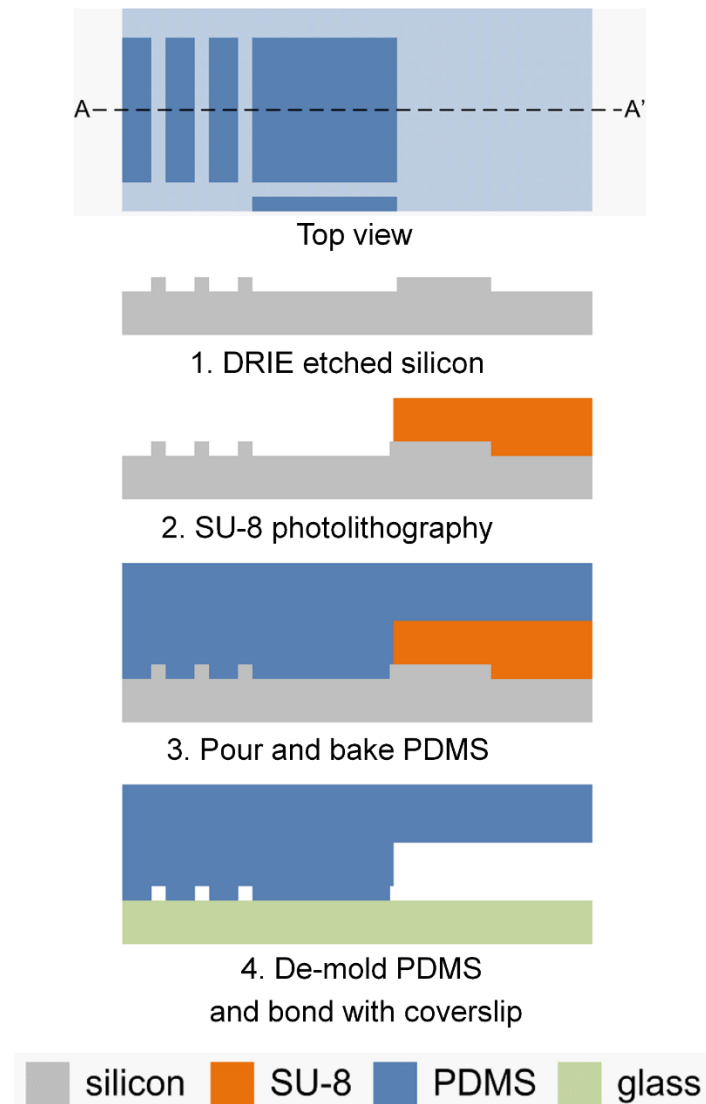 A A’
Top view
1. DRIE etched silicon
2. SU-8 photolithography
3. Pour and bake PDMS
4. De-mold PDMS
and bond with coverslip
silicon SU-8 PDMS glass